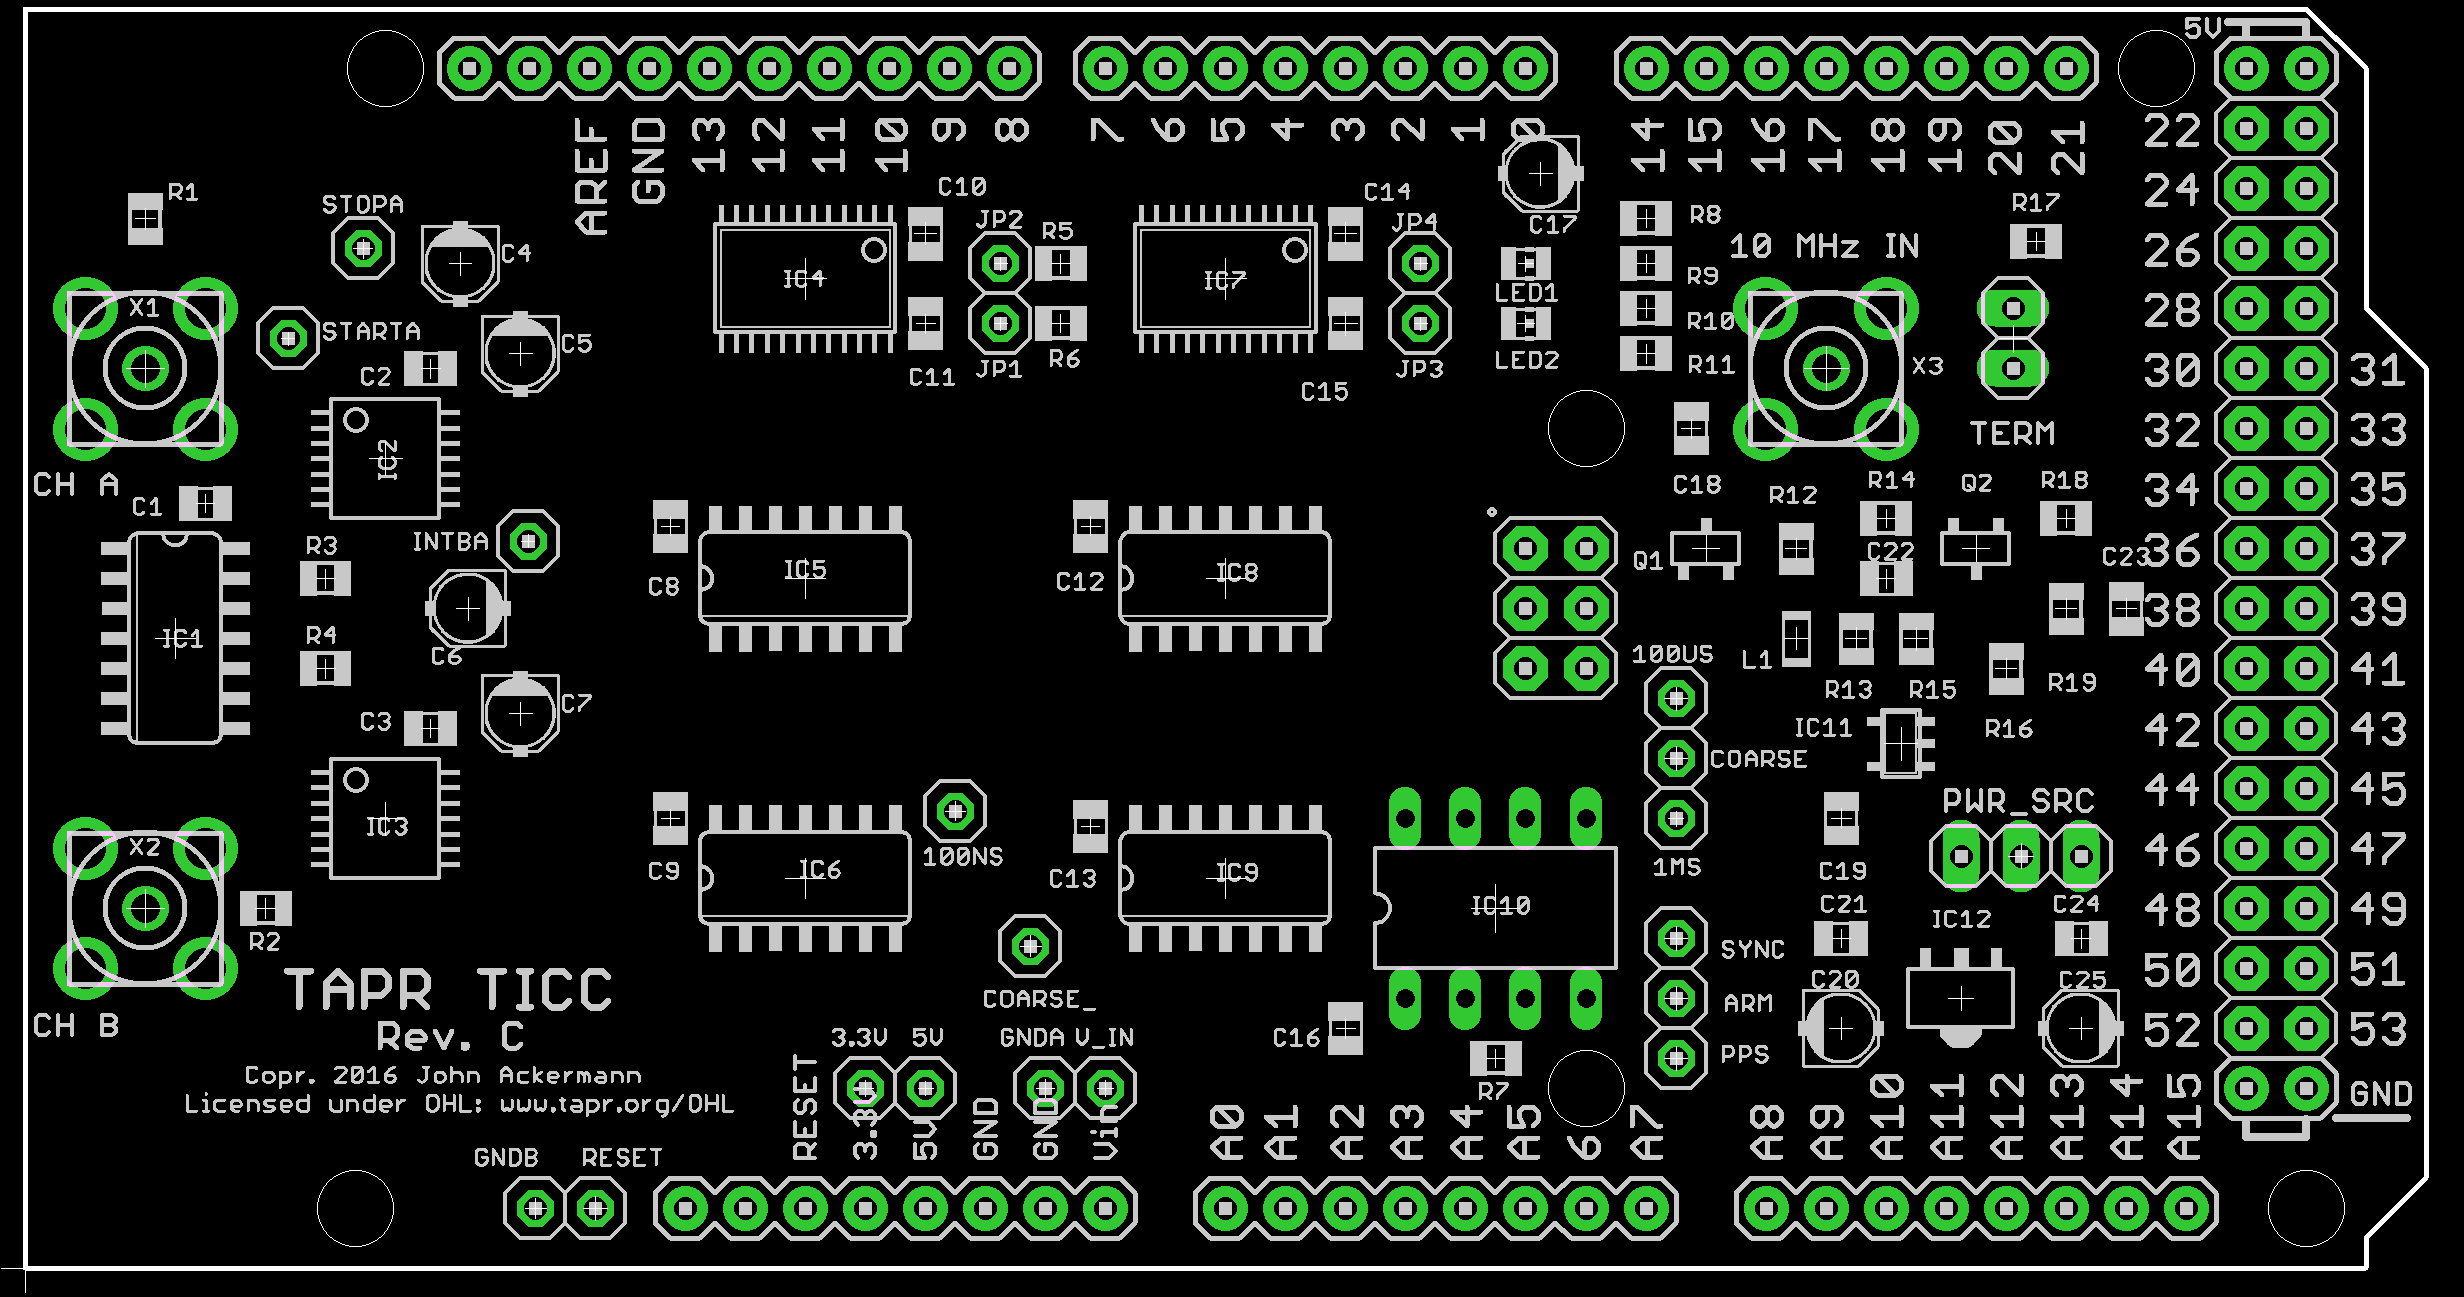 5V
AREF GND 13 12 11 10 9 8 7 6 5 4 3 2 1 0 14 15 16 17 18 19 20 21
22
24
26
28
30 31
32 33
34 35
36 37
38 39
40 41
42 43
44 45
46 47
48 49
50 51
52 53
GND
R1
STOPA
C4
STARTA
X1
C5
C2
IC2
CH A
C1
INTBA
R3
IC1
R4
C6
C7
C3
IC3
X2
R2
CH B
C10
JP2
R5
IC4
C11
JP1
R6
C14
JP4
IC7
C15
JP3
C17
LED1
LED2
R8
R9
R10
R11
10 MHz IN
X3
R17
TERM
C18
R12
R14
Q2
R18
Q1
C22
C23
L1
R13
R15
R19
R16
IC11
C8
IC5
C12
IC8
100US
COARSE
1MS
C9
IC6
100NS
C13
IC9
IC10
COARSE_
C16
R7
SYNC
ARM
PPS
PWR_SRC
C19
C21
IC12
C24
C20
C25
TAPR TICC
Rev. C
Copr. 2016 John Ackermann
Licensed under OHL: www.tapr.org/OHL
3.3V 5V GNDA V_IN
RESET 3.3V 5V GND GND Vin
A0 A1 A2 A3 A4 A5 6 A7 A8 A9 A10 A11 A12 A13 A14 A15
GNDB RESET